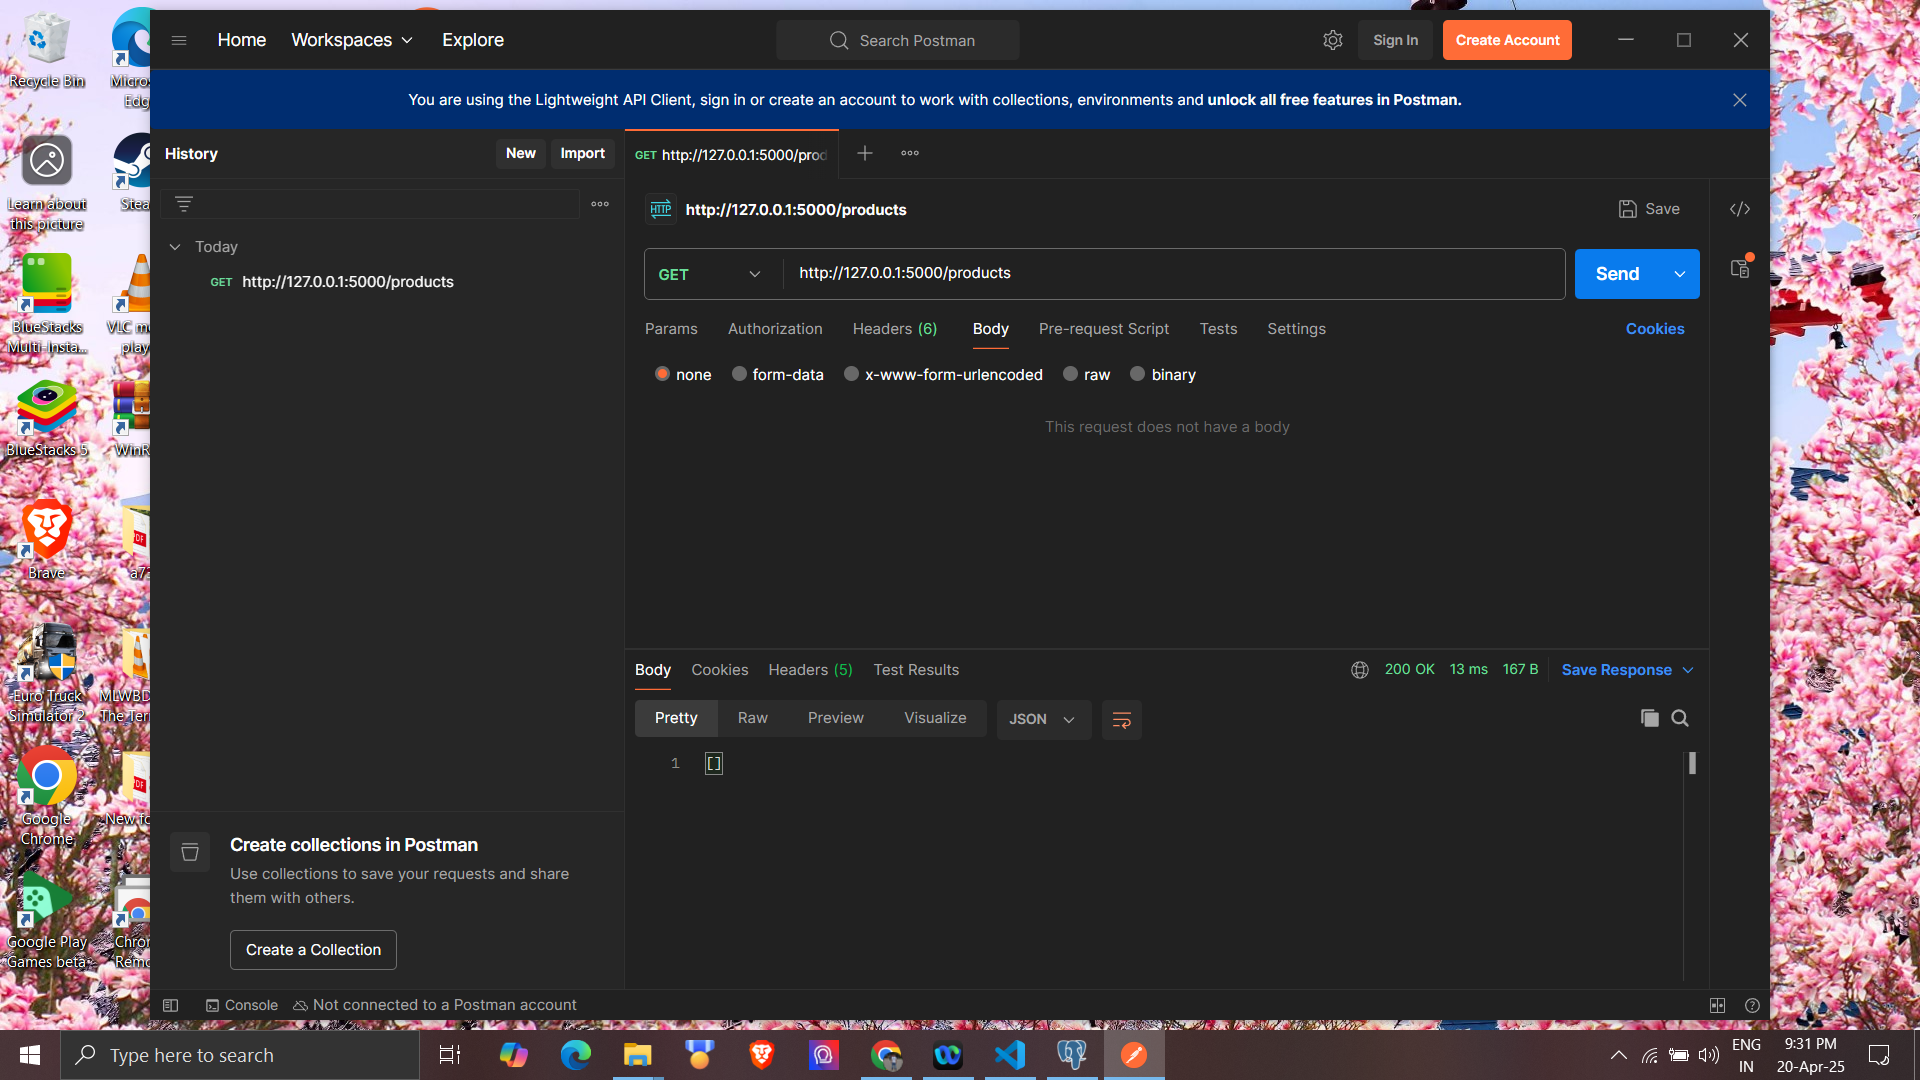 Home
Workspaces
Explore
Search Postman
Sign In
Create Account
You are using the Lightweight API Client, sign in or create an account to work with collections, environments and unlock all free features in Postman.
History
New
Import
GET http://127.0.0.1:5000/prod
HTTP
http://127.0.0.1:5000/products
Save
Today
GET http://127.0.0.1:5000/products
GET
http://127.0.0.1:5000/products
Send
Params
Authorization
Headers (6)
Body
Pre-request Script
Tests
Settings
Cookies
none
form-data
x-www-form-urlencoded
raw
binary
This request does not have a body
Body
Cookies
Headers (5)
Test Results
200 OK
13 ms
167 B
Save Response
Pretty
Raw
Preview
Visualize
JSON
1
[]
Create collections in Postman
Use collections to save your requests and share
them with others.
Create a Collection
Console
Not connected to a Postman account
Recycle Bin
Micros
Edg
Learn about
this picture
Stea
BlueStacks
Multi-Insta...
VLC m
play
BlueStacks 5
WinR
Brave
PDF
a7
Euro Truck
Simulator 2
MLWBD
The Ter
Google
Chrome
PDF
New fo
Google Play
Games beta
Chro
Remo
Type here to search
ENG
IN
9:31 PM
20-Apr-25